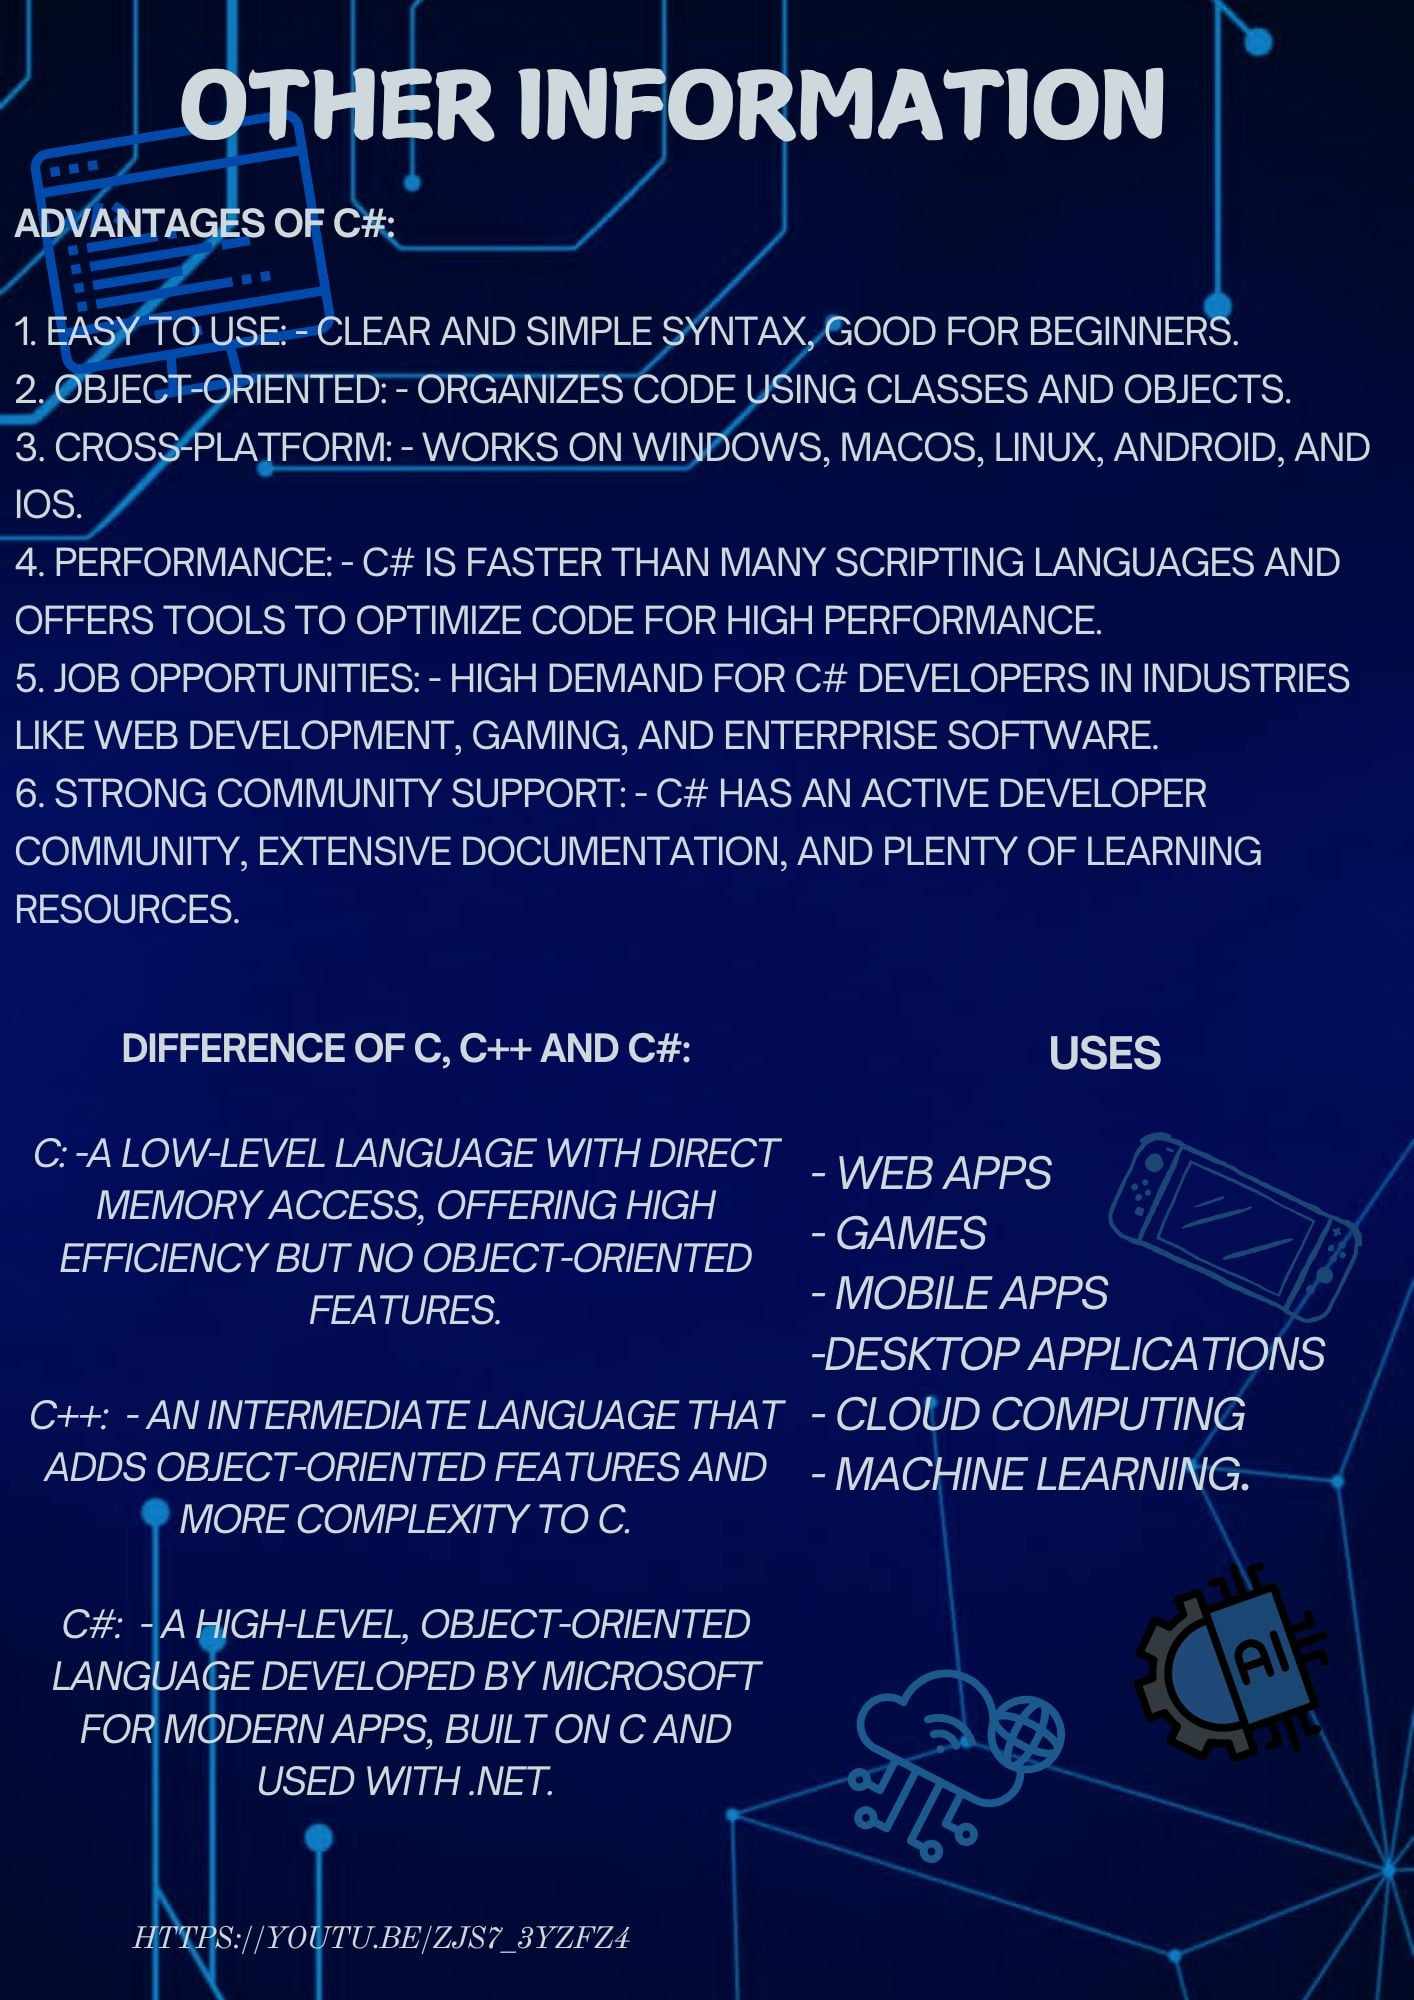 OTHER INFORMATION
ADVANTAGES OF C#:
1. EASY TO USE: - CLEAR AND SIMPLE SYNTAX, GOOD FOR BEGINNERS.
2. OBJECT-ORIENTED: - ORGANIZES CODE USING CLASSES AND OBJECTS.
3. CROSS-PLATFORM: - WORKS ON WINDOWS, MACOS, LINUX, ANDROID, AND
IOS.
4. PERFORMANCE: - C# IS FASTER THAN MANY SCRIPTING LANGUAGES AND
OFFERS TOOLS TO OPTIMIZE CODE FOR HIGH PERFORMANCE.
5. JOB OPPORTUNITIES: - HIGH DEMAND FOR C# DEVELOPERS IN INDUSTRIES
LIKE WEB DEVELOPMENT, GAMING, AND ENTERPRISE SOFTWARE.
6. STRONG COMMUNITY SUPPORT: - C# HAS AN ACTIVE DEVELOPER
COMMUNITY, EXTENSIVE DOCUMENTATION, AND PLENTY OF LEARNING
RESOURCES.
DIFFERENCE OF C, C++ AND C#:
C: -A LOW-LEVEL LANGUAGE WITH DIRECT
MEMORY ACCESS, OFFERING HIGH
EFFICIENCY BUT NO OBJECT-ORIENTED
FEATURES.
C++: - AN INTERMEDIATE LANGUAGE THAT
ADDS OBJECT-ORIENTED FEATURES AND
MORE COMPLEXITY TO C.
C#: - A HIGH-LEVEL, OBJECT-ORIENTED
LANGUAGE DEVELOPED BY MICROSOFT
FOR MODERN APPS, BUILT ON C AND
USED WITH .NET.
USES
- WEB APPS
- GAMES
- MOBILE APPS
-DESKTOP APPLICATIONS
- CLOUD COMPUTING
- MACHINE LEARNING.
AI
HTTPS://YOUTU.BE/ZJS7_3YZFZ4